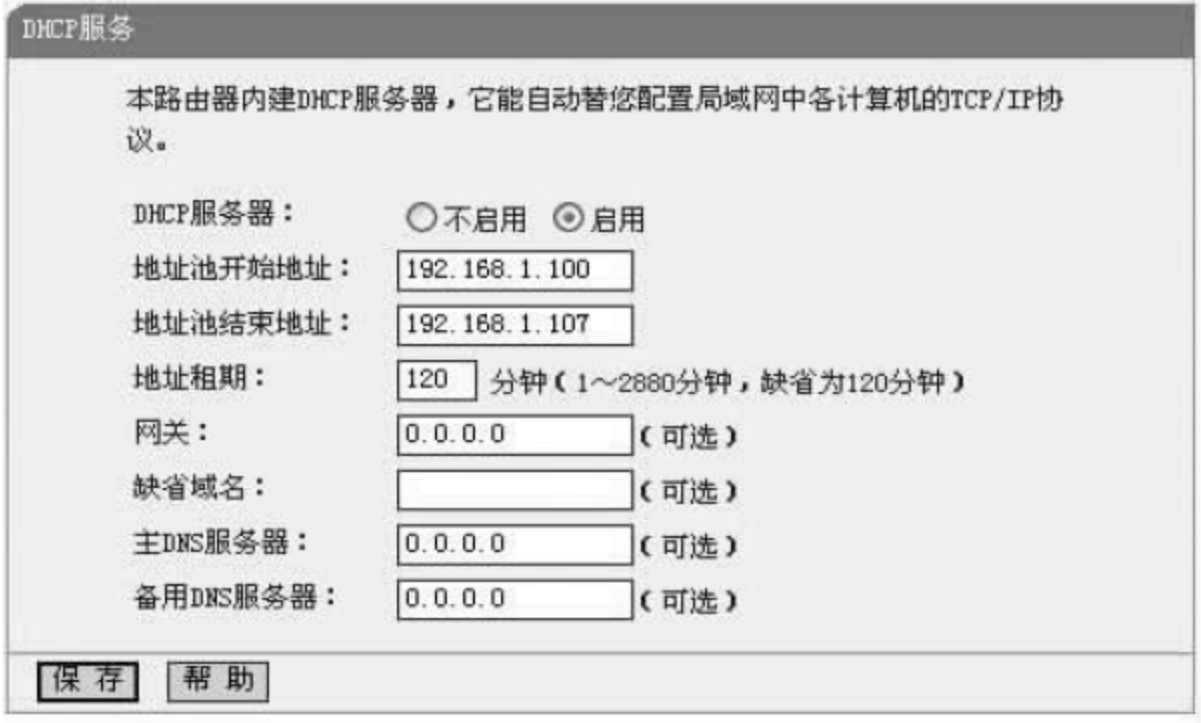 DHCP服务
本路由器内建DHCP服务器，它能自动替您配置局域网中各计算机的TCP/IP协
议。
DHCP服务器： 不启用 启用
地址池开始地址： 192.168.1.100
地址池结束地址： 192.168.1.107
地址租期： 120 分钟（1～2880分钟，缺省为120分钟）
网关： 0.0.0.0 （可选）
缺省域名： （可选）
主DNS服务器： 0.0.0.0 （可选）
备用DNS服务器： 0.0.0.0 （可选）
保 存 帮 助